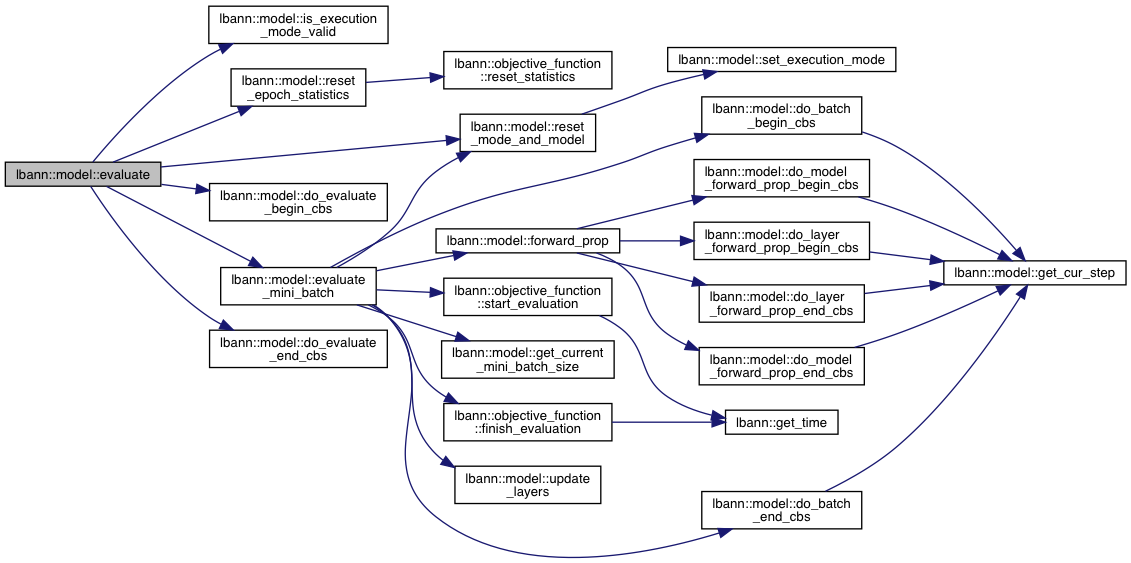 lbann::model::is_execution
_mode_valid
lbann::model::reset
_epoch_statistics
lbann::objective_function
::reset_statistics
lbann::model::set_execution_mode
lbann::model::reset
_mode_and_model
lbann::model::do_batch
_begin_cbs
lbann::model::evaluate
lbann::model::do_evaluate
_begin_cbs
lbann::model::do_model
_forward_prop_begin_cbs
lbann::model::forward_prop
lbann::model::do_layer
_forward_prop_begin_cbs
lbann::model::get_cur_step
lbann::model::evaluate
_mini_batch
lbann::objective_function
::start_evaluation
lbann::model::do_layer
_forward_prop_end_cbs
lbann::model::do_evaluate
_end_cbs
lbann::model::get_current
_mini_batch_size
lbann::model::do_model
_forward_prop_end_cbs
lbann::objective_function
::finish_evaluation
lbann::get_time
lbann::model::update
_layers
lbann::model::do_batch
_end_cbs